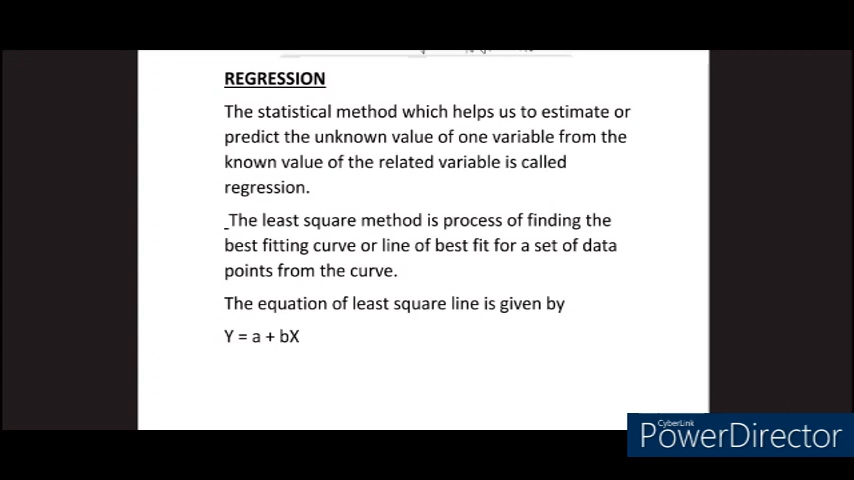 REGRESSION
The statistical method which helps us to estimate or
predict the unknown value of one variable from the
known value of the related variable is called
regression.
_The least square method is process of finding the
best fitting curve or line of best fit for a set of data
points from the curve.
The equation of least square line is given by
Y = a + bX
CyberLink
PowerDirector